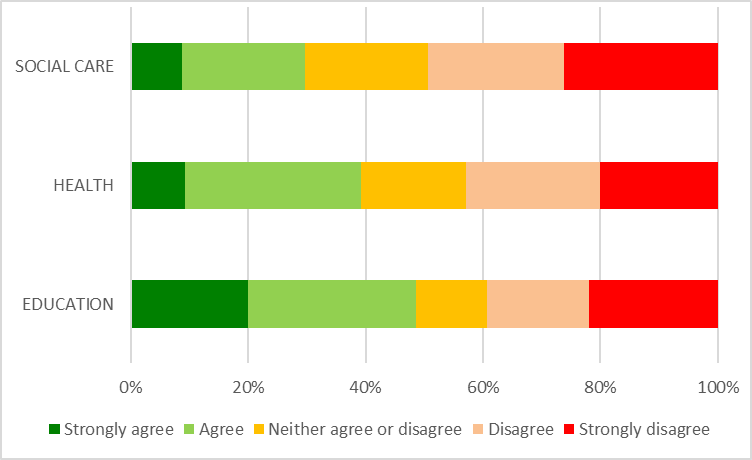 SOCIAL CARE
HEALTH
EDUCATION
0% 20% 40% 60% 80% 100%
Strongly agree Agree Neither agree or disagree Disagree Strongly disagree